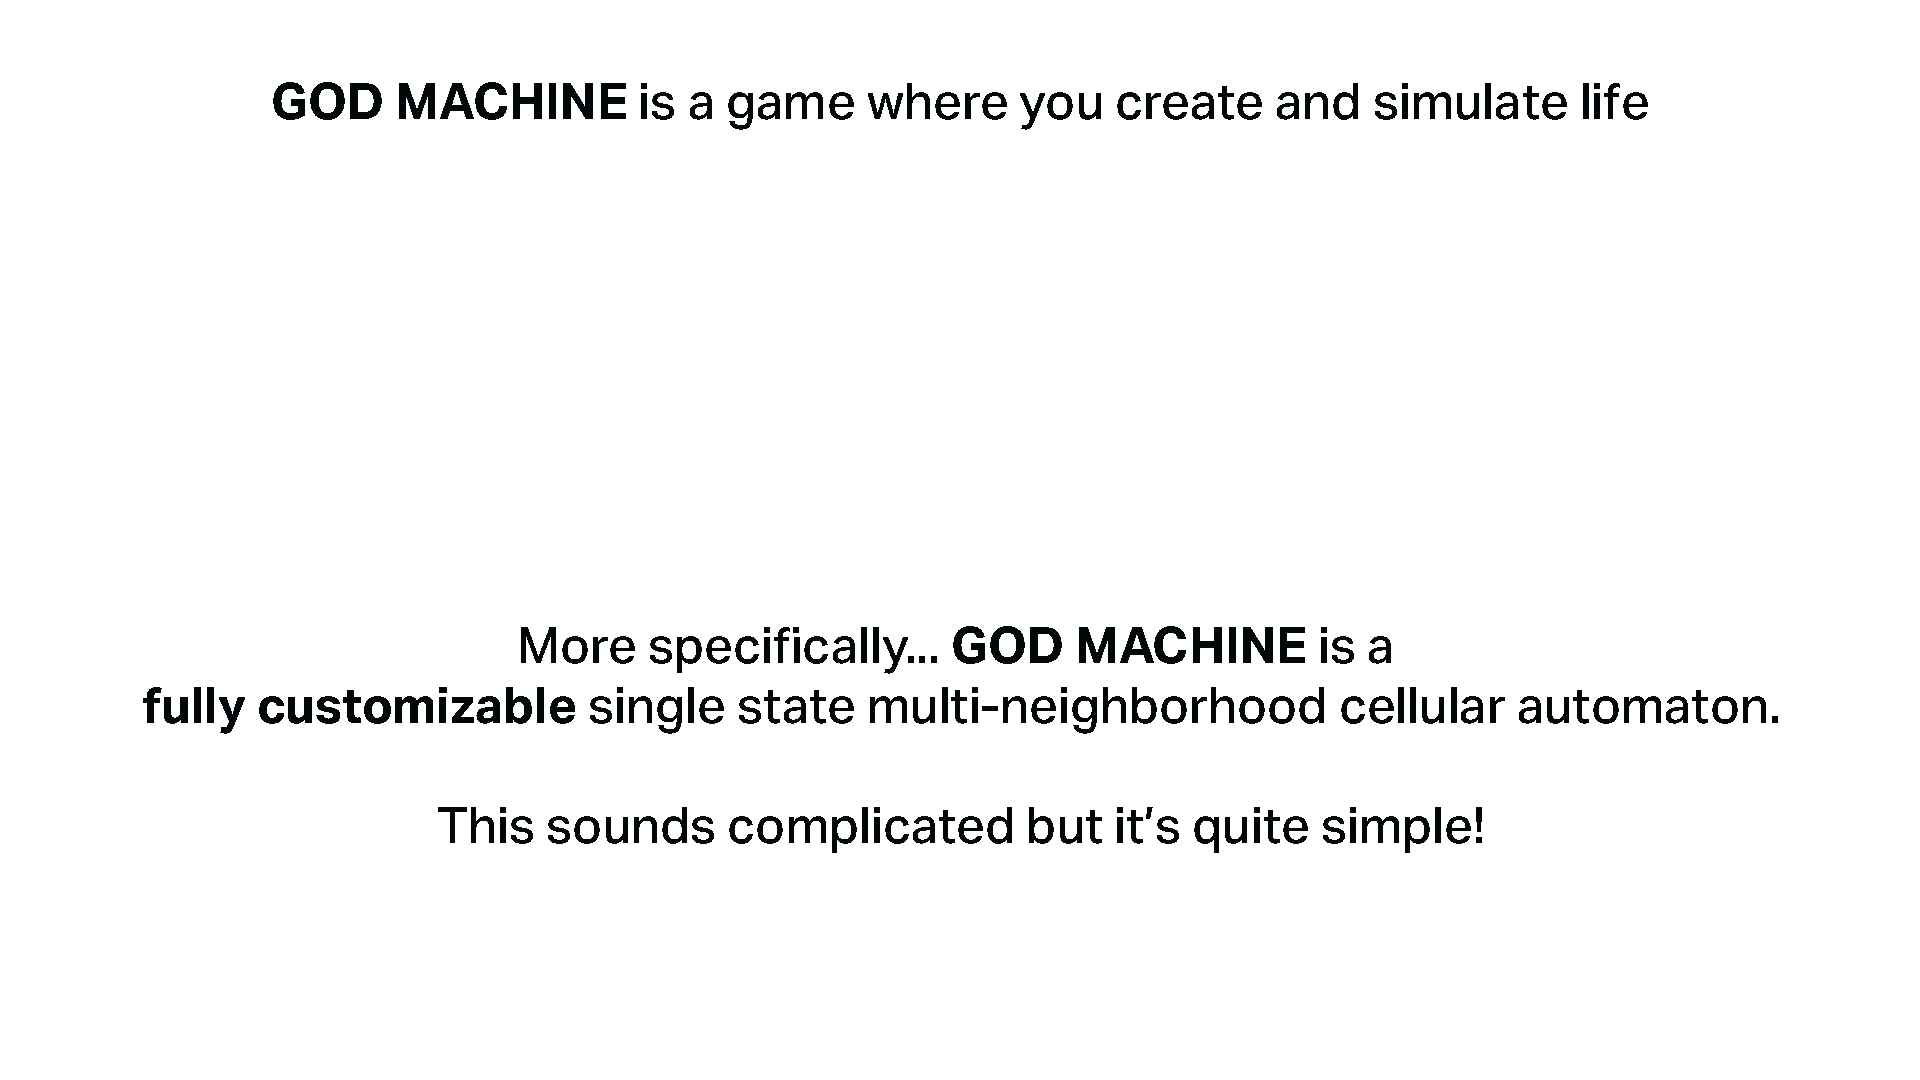 GOD MACHINE is a game where you create and simulate life
More specifically... GOD MACHINE is a
fully customizable single state multi-neighborhood cellular automaton.
This sounds complicated but it’s quite simple!